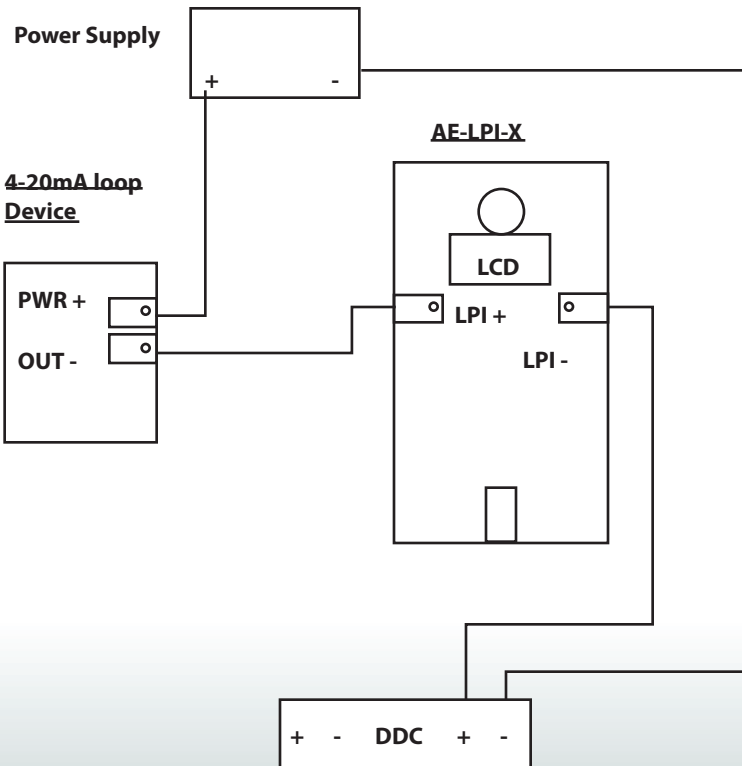 Power Supply
+ -
AE-LPI-X
4-20mA loop
Device
LCD
PWR +
LPI +
OUT -
LPI -
+ - DDC + -